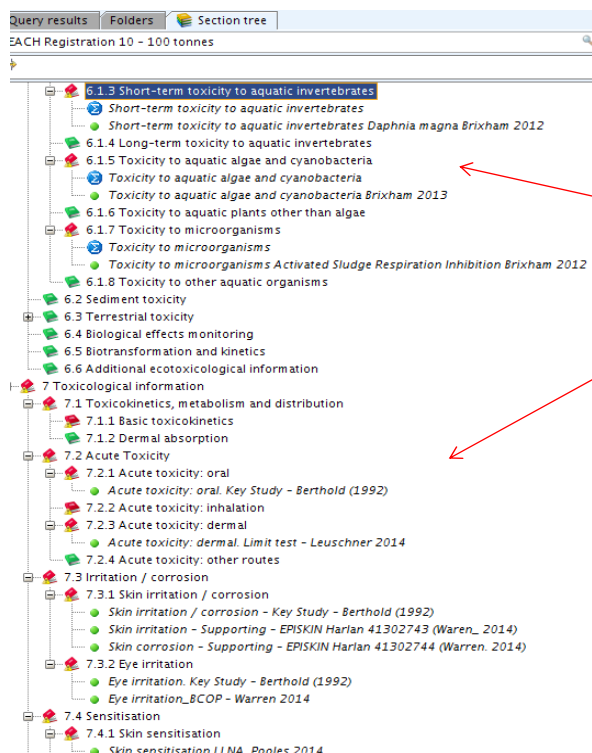 Query results Folders Section tree
EACH Registration 10 - 100 tonnes
6.1.3 Short-term toxicity to aquatic invertebrates
Short-term toxicity to aquatic invertebrates
Short-term toxicity to aquatic invertebrates Daphnia magna Brixham 2012
6.1.4 Long-term toxicity to aquatic invertebrates
6.1.5 Toxicity to aquatic algae and cyanobacteria
Toxicity to aquatic algae and cyanobacteria
Toxicity to aquatic algae and cyanobacteria Brixham 2013
6.1.6 Toxicity to aquatic plants other than algae
6.1.7 Toxicity to microorganisms
Toxicity to microorganisms
Toxicity to microorganisms Activated Sludge Respiration Inhibition Brixham 2012
6.1.8 Toxicity to other aquatic organisms
6.2 Sediment toxicity
6.3 Terrestrial toxicity
6.4 Biological effects monitoring
6.5 Biotransformation and kinetics
6.6 Additional ecotoxicological information
7 Toxicological information
7.1 Toxicokinetics, metabolism and distribution
7.1.1 Basic toxicokinetics
7.1.2 Dermal absorption
7.2 Acute Toxicity
7.2.1 Acute toxicity: oral
Acute toxicity: oral. Key Study - Berthold (1992)
7.2.2 Acute toxicity: inhalation
7.2.3 Acute toxicity: dermal
Acute toxicity: dermal. Limit test - Leuschner 2014
7.2.4 Acute toxicity: other routes
7.3 Irritation / corrosion
7.3.1 Skin irritation / corrosion
Skin irritation / corrosion - Key Study - Berthold (1992)
Skin irritation - Supporting - EPISKIN Harlan 41302743 (Waren_ 2014)
Skin corrosion - Supporting - EPISKIN Harlan 41302744 (Warren. 2014)
7.3.2 Eye irritation
Eye irritation. Key Study - Berthold (1992)
Eye irritation_BCOP - Warren 2014
7.4 Sensitisation
7.4.1 Skin sensitisation
Skin sensitisation LLNA. Pooles 2014